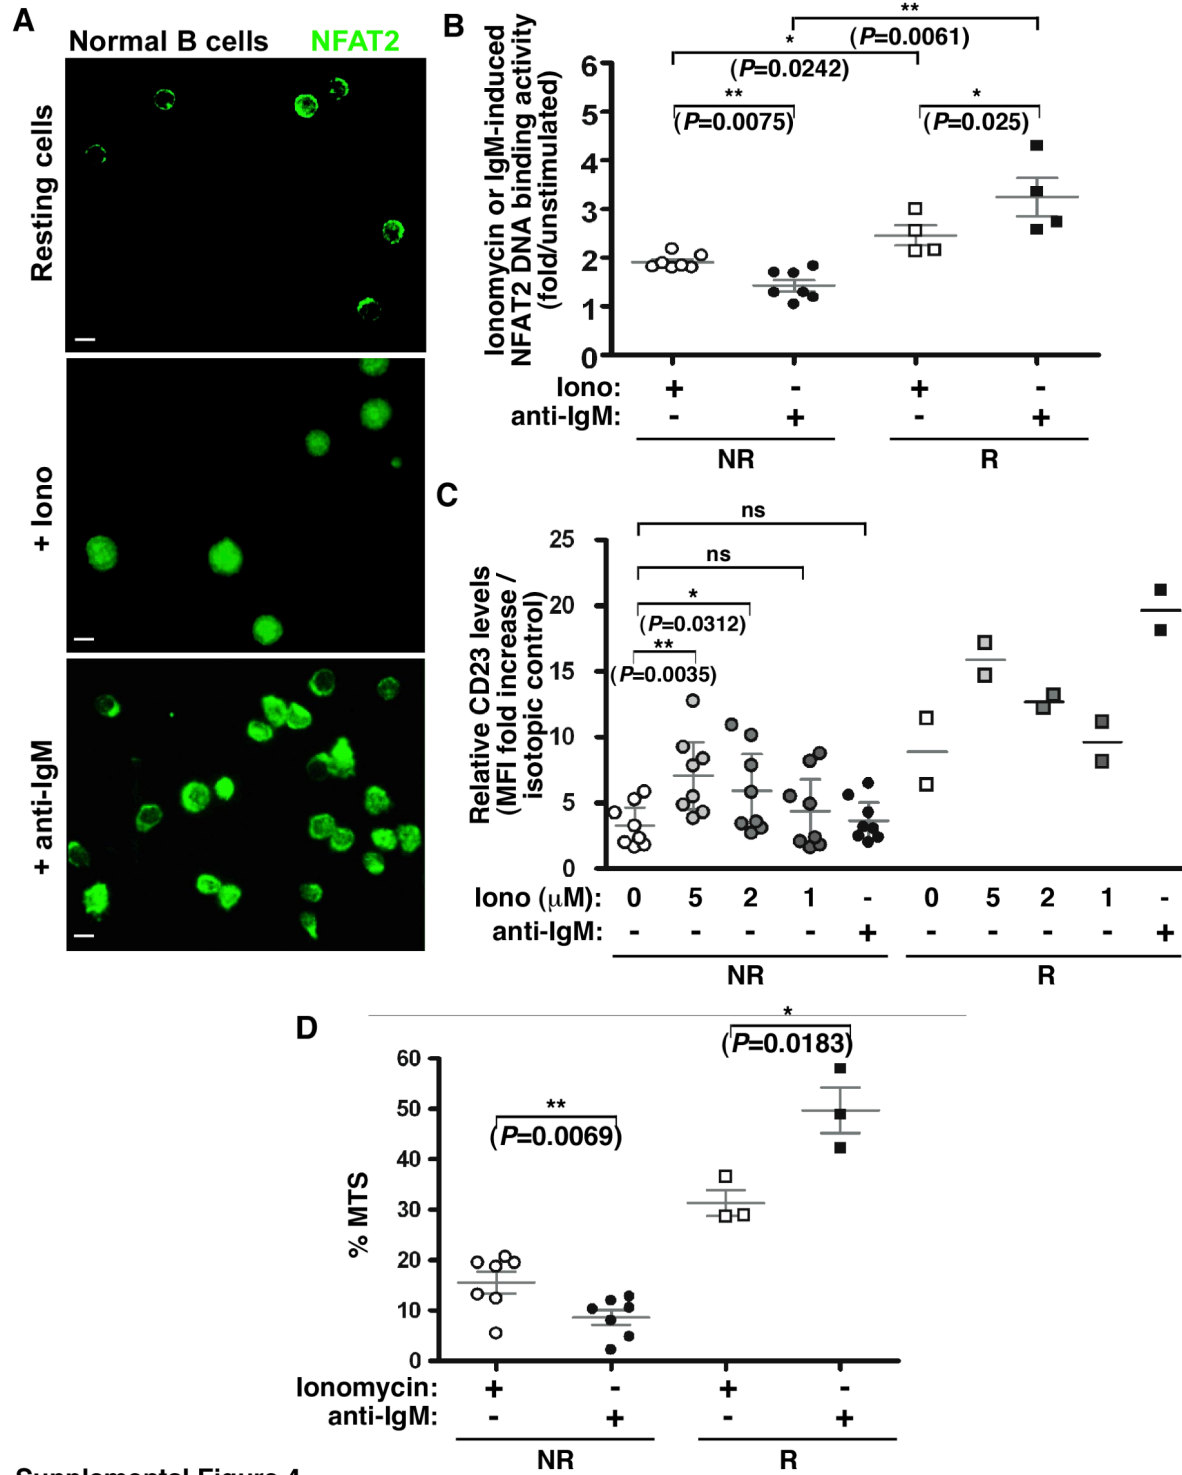 A
Normal B cells NFAT2
Resting cells
+ Iono
+ anti-IgM
B
Ionomycin or IgM-induced
NFAT2 DNA binding activity
(fold/unstimulated)
**
(P=0.0061)
*
(P=0.0242)
** *
(P=0.0075) (P=0.025)
6
5
4
3
2
1
0
Iono: + - + -
anti-IgM: - + - +
NR R
C
Relative CD23 levels
(MFI fold increase /
isotopic control)
ns
ns
*
(P=0.0312)
**
(P=0.0035)
25
20
15
10
5
0
Iono (μM): 0 5 2 1 - 0 5 2 1 -
anti-IgM: - - - - + - - - - +
NR R
D
% MTS
*
(P=0.0183)
**
(P=0.0069)
60
50
40
30
20
10
0
Ionomycin: + - + -
anti-IgM: - + - +
NR R
Supplemental Figure 4